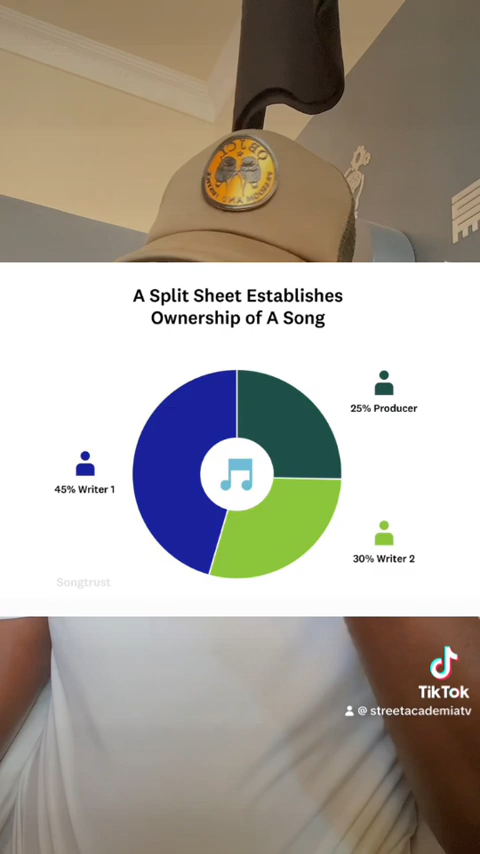 A Split Sheet Establishes
Ownership of A Song
25% Producer
45% Writer 1
30% Writer 2
Songtrust
TikTok
@ streetacademiatv